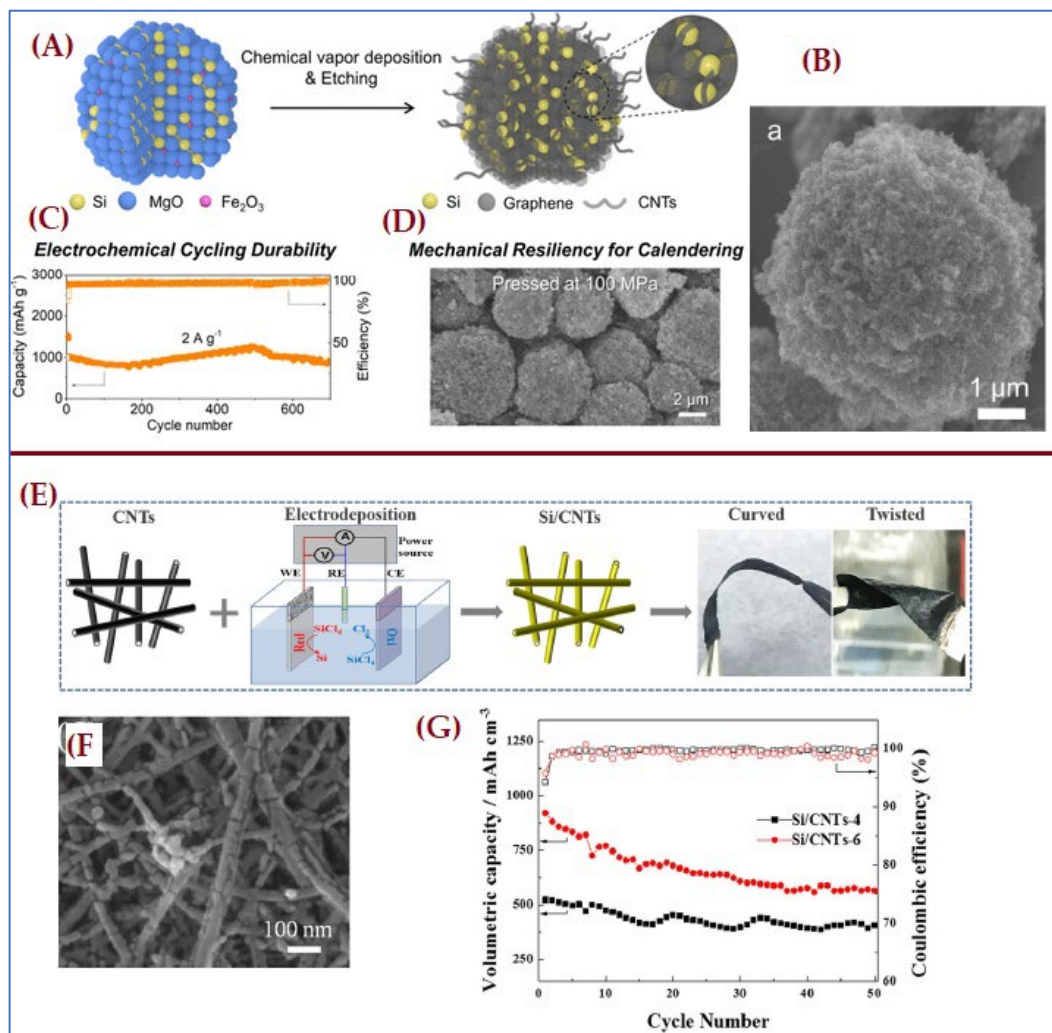 (A)
Chemical vapor deposition
& Etching
(B)
a
1 μm
Si MgO Fe₂O₃
Si Graphene CNTs
(C)
Electrochemical Cycling Durability
Capacity (mAh g⁻¹)
3000
2000
1000
0
2 A g⁻¹
100
50
Efficiency (%)
0 200 400 600
Cycle number
(D)
Mechanical Resiliency for Calendering
Pressed at 100 MPa
2 μm
(E)
CNTs
Electrodeposition
Si/CNTs
Curved
Twisted
A
V
Power
source
WE RE CE
Red
SiCl₄
Si
Cl₂
SiCl₄
Oxi
(F)
100 nm
(G)
Volumetric capacity / mAh cm⁻³
1250
1000
750
500
250
Si/CNTs-4
Si/CNTs-6
100
90
80
70
60
Coulombic efficiency (%)
0 10 20 30 40 50
Cycle Number